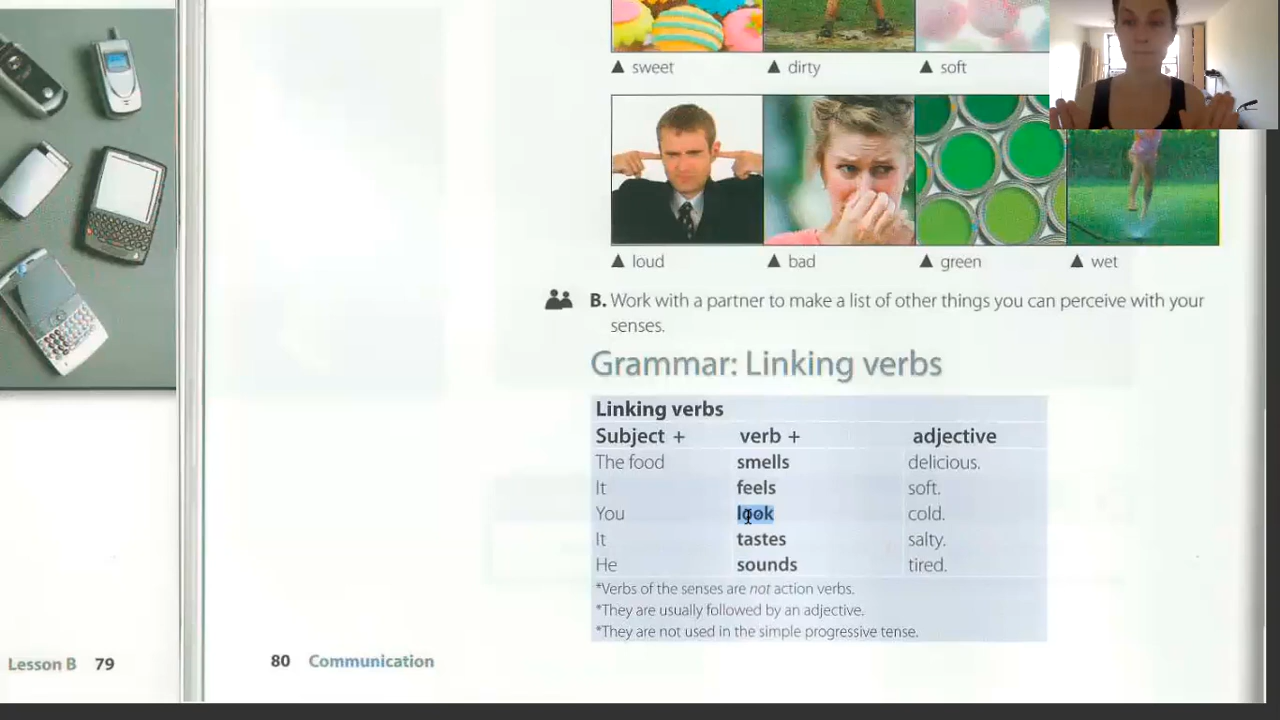 ▲ sweet ▲ dirty ▲ soft
▲ loud ▲ bad ▲ green ▲ wet
B. Work with a partner to make a list of other things you can perceive with your
senses.
Grammar: Linking verbs
Linking verbs
Subject + verb + adjective
The food smells delicious.
It feels soft.
You look cold.
It tastes salty.
He sounds tired.
*Verbs of the senses are not action verbs.
*They are usually followed by an adjective.
*They are not used in the simple progressive tense.
Lesson B 79
80 Communication